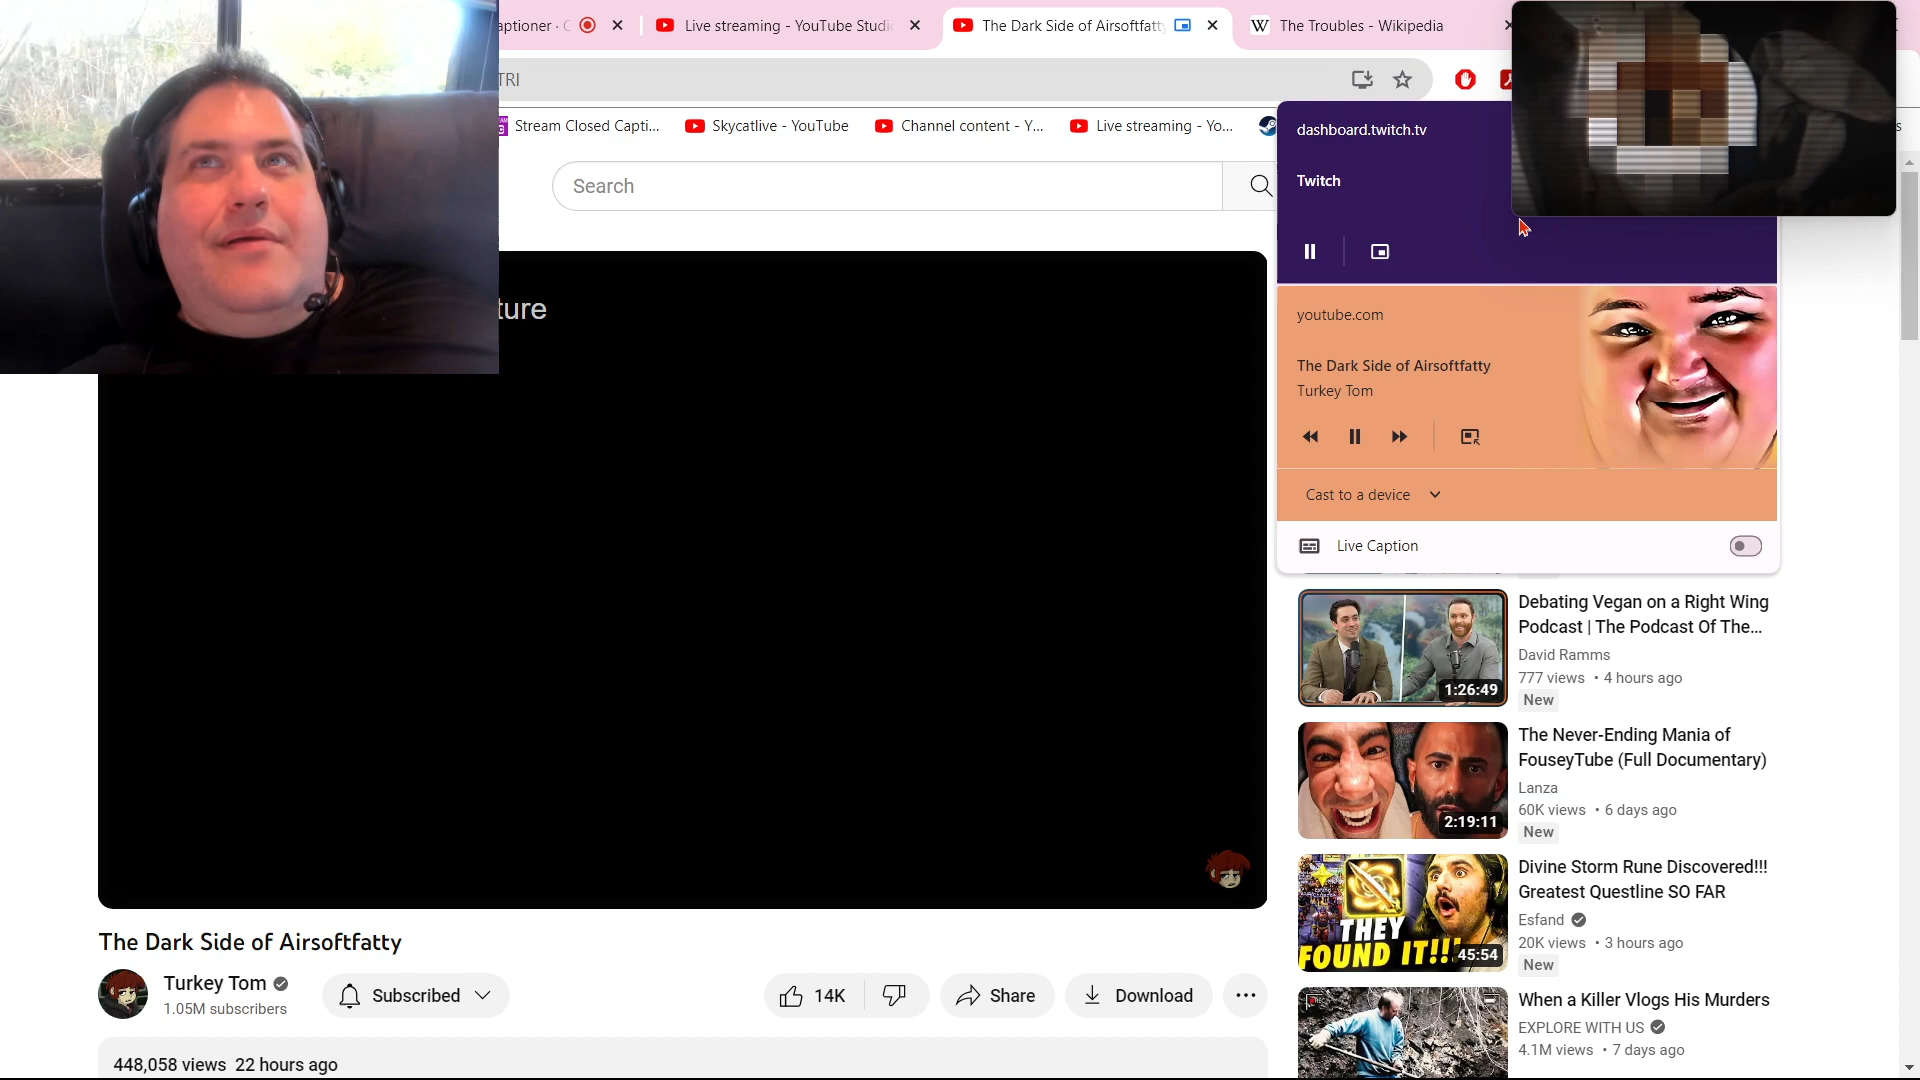 aptioner · C
Live streaming - YouTube Studi
The Dark Side of Airsoftfatty
The Troubles - Wikipedia
TRI
Stream Closed Capti...
Skycatlive - YouTube
Channel content - Y...
Live streaming - Yo...
s
Search
dashboard.twitch.tv
Twitch
ture
youtube.com
The Dark Side of Airsoftfatty
Turkey Tom
Cast to a device
Live Caption
Debating Vegan on a Right Wing
Podcast | The Podcast Of The...
David Ramms
777 views • 4 hours ago
New
1:26:49
The Never-Ending Mania of
FouseyTube (Full Documentary)
Lanza
60K views • 6 days ago
New
2:19:11
Divine Storm Rune Discovered!!!
Greatest Questline SO FAR
Esfand
20K views • 3 hours ago
New
THEY
FOUND IT!!!
45:54
When a Killer Vlogs His Murders
EXPLORE WITH US
4.1M views • 7 days ago
REC
The Dark Side of Airsoftfatty
Turkey Tom
1.05M subscribers
Subscribed
14K
Share
Download
448,058 views 22 hours ago